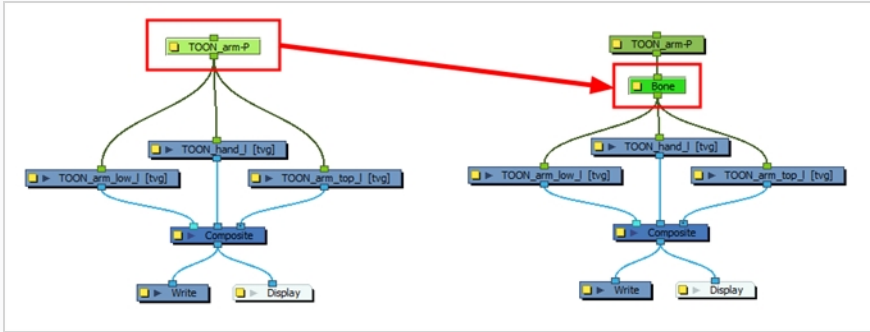 TOON_arm-P
TOON_hand_l [tvg]
TOON_arm_low_l [tvg]
TOON_arm_top_l [tvg]
Composite
Write
Display
TOON_arm-P
Bone
TOON_hand_l [tvg]
TOON_arm_low_l [tvg]
TOON_arm_top_l [tvg]
Composite
Write
Display